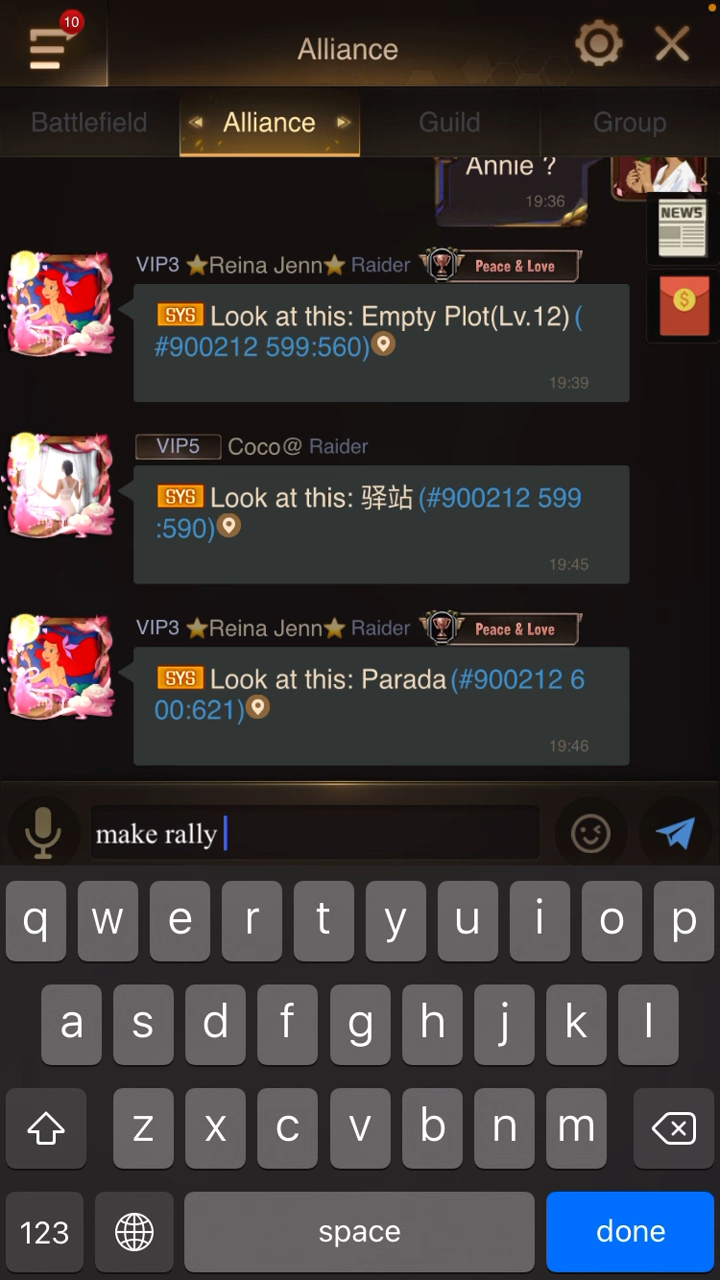 10
Alliance
Battlefield
Alliance
Guild
Group
Annie ?
19:36
NEWS
$
VIP3 ⭐Reina Jenn⭐ Raider Peace & Love
SYS Look at this: Empty Plot(Lv.12)(
#900212 599:560)
19:39
VIP5 Coco@ Raider
SYS Look at this: 驿站(#900212 599
:590)
19:45
VIP3 ⭐Reina Jenn⭐ Raider Peace & Love
SYS Look at this: Parada(#900212 6
00:621)
19:46
make rally
q w e r t y u i o p
a s d f g h j k l
z x c v b n m
123 space done